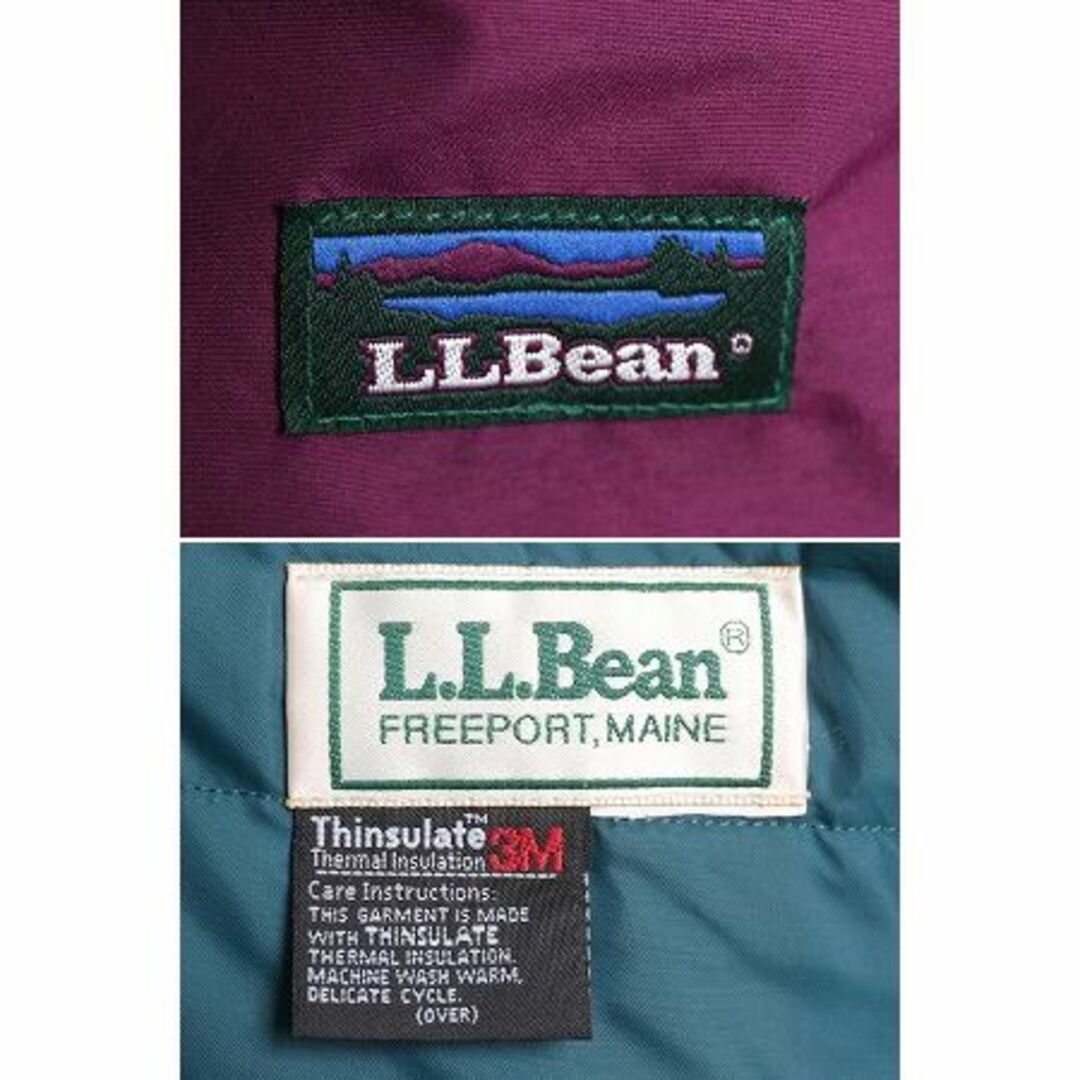 LLBean®
L.L.Bean®
FREEPORT, MAINE
Thinsulate™ 3M
Thermal Insulation
Care Instructions:
THIS GARMENT IS MADE
WITH THINSULATE
THERMAL INSULATION.
MACHINE WASH WARM,
DELICATE CYCLE.
(OVER)